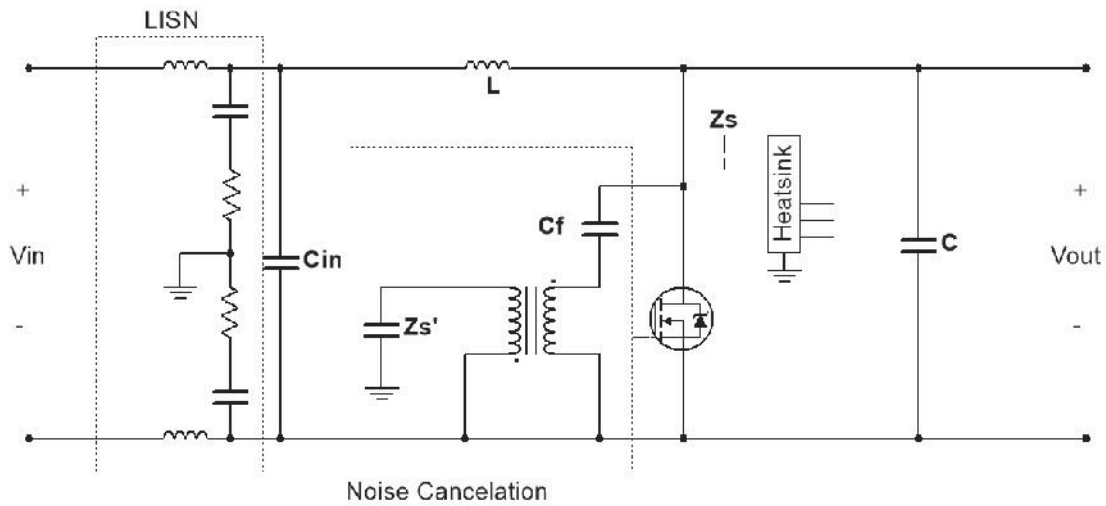 LISN
L
Zs
Heatsink
+
Vin
-
Cin
Cf
Zs'
C
+
Vout
-
Noise Cancelation